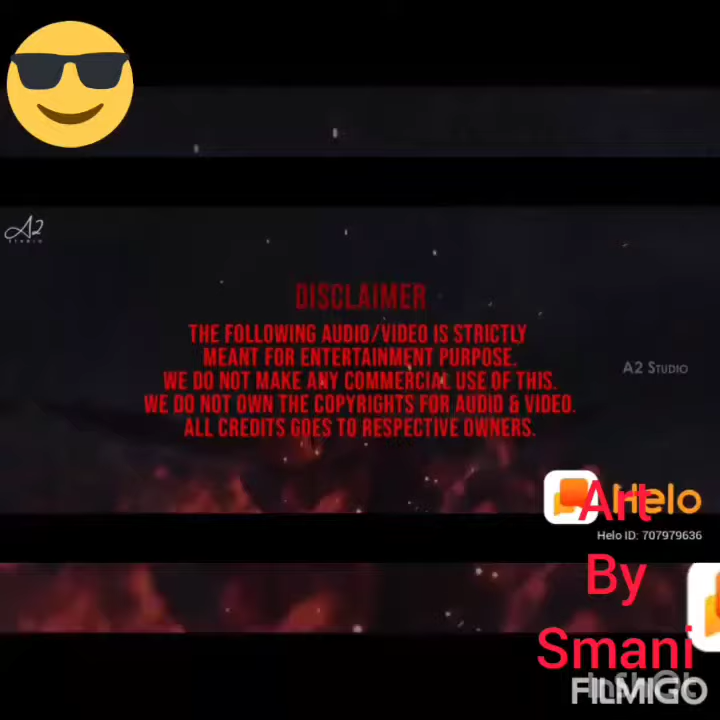 A2
STUDIO
DISCLAIMER
THE FOLLOWING AUDIO/VIDEO IS STRICTLY
MEANT FOR ENTERTAINMENT PURPOSE.
WE DO NOT MAKE ANY COMMERCIAL USE OF THIS.
WE DO NOT OWN THE COPYRIGHTS FOR AUDIO & VIDEO.
ALL CREDITS GOES TO RESPECTIVE OWNERS.
A2 STUDIO
Helo
Art
Helo ID: 707979636
By
Smani
FILMIGO